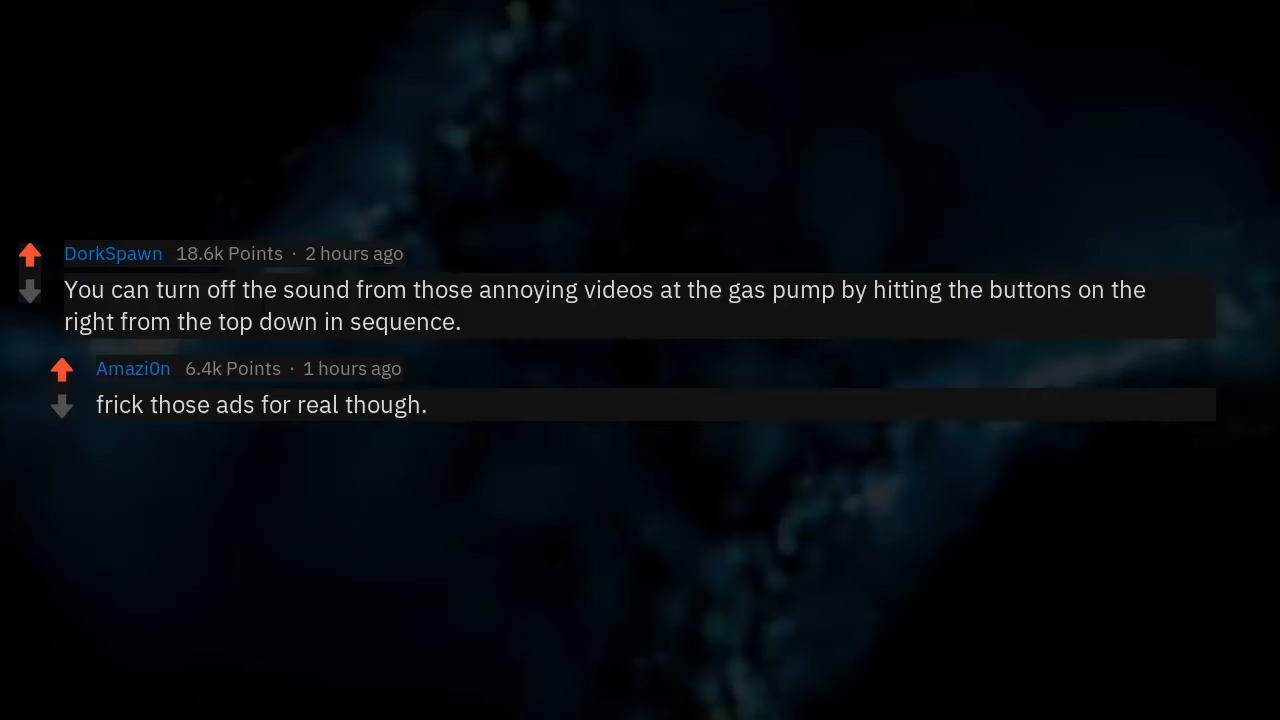 DorkSpawn 18.6k Points · 2 hours ago
You can turn off the sound from those annoying videos at the gas pump by hitting the buttons on the
right from the top down in sequence.
Amazi0n 6.4k Points · 1 hours ago
frick those ads for real though.